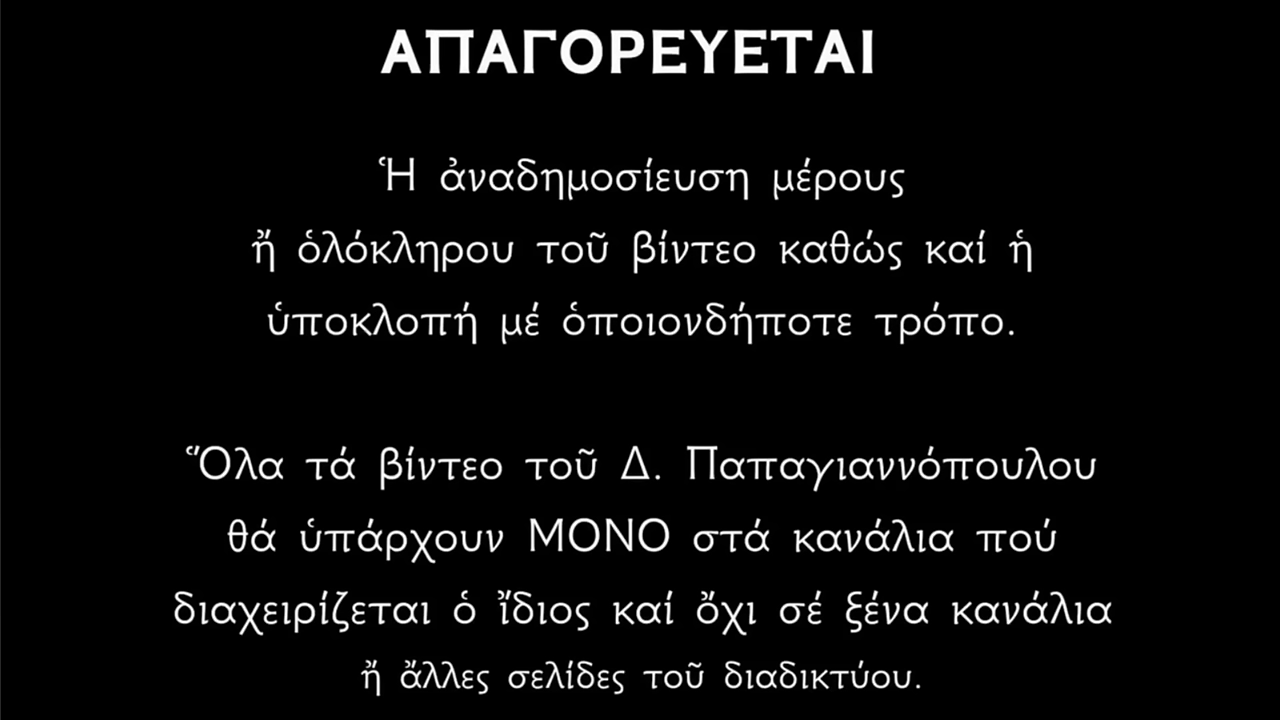 ΑΠΑΓΟΡΕΥΕΤΑΙ
Ἡ ἀναδημοσίευση μέρους
ἤ ὁλόκληρου τοῦ βίντεο καθώς καί ἡ
ὑποκλοπή μέ ὁποιονδήποτε τρόπο.
Ὅλα τά βίντεο τοῦ Δ. Παπαγιαννόπουλου
θά ὑπάρχουν ΜΟΝΟ στά κανάλια πού
διαχειρίζεται ὁ ἴδιος καί ὄχι σέ ξένα κανάλια
ἤ ἄλλες σελίδες τοῦ διαδικτύου.